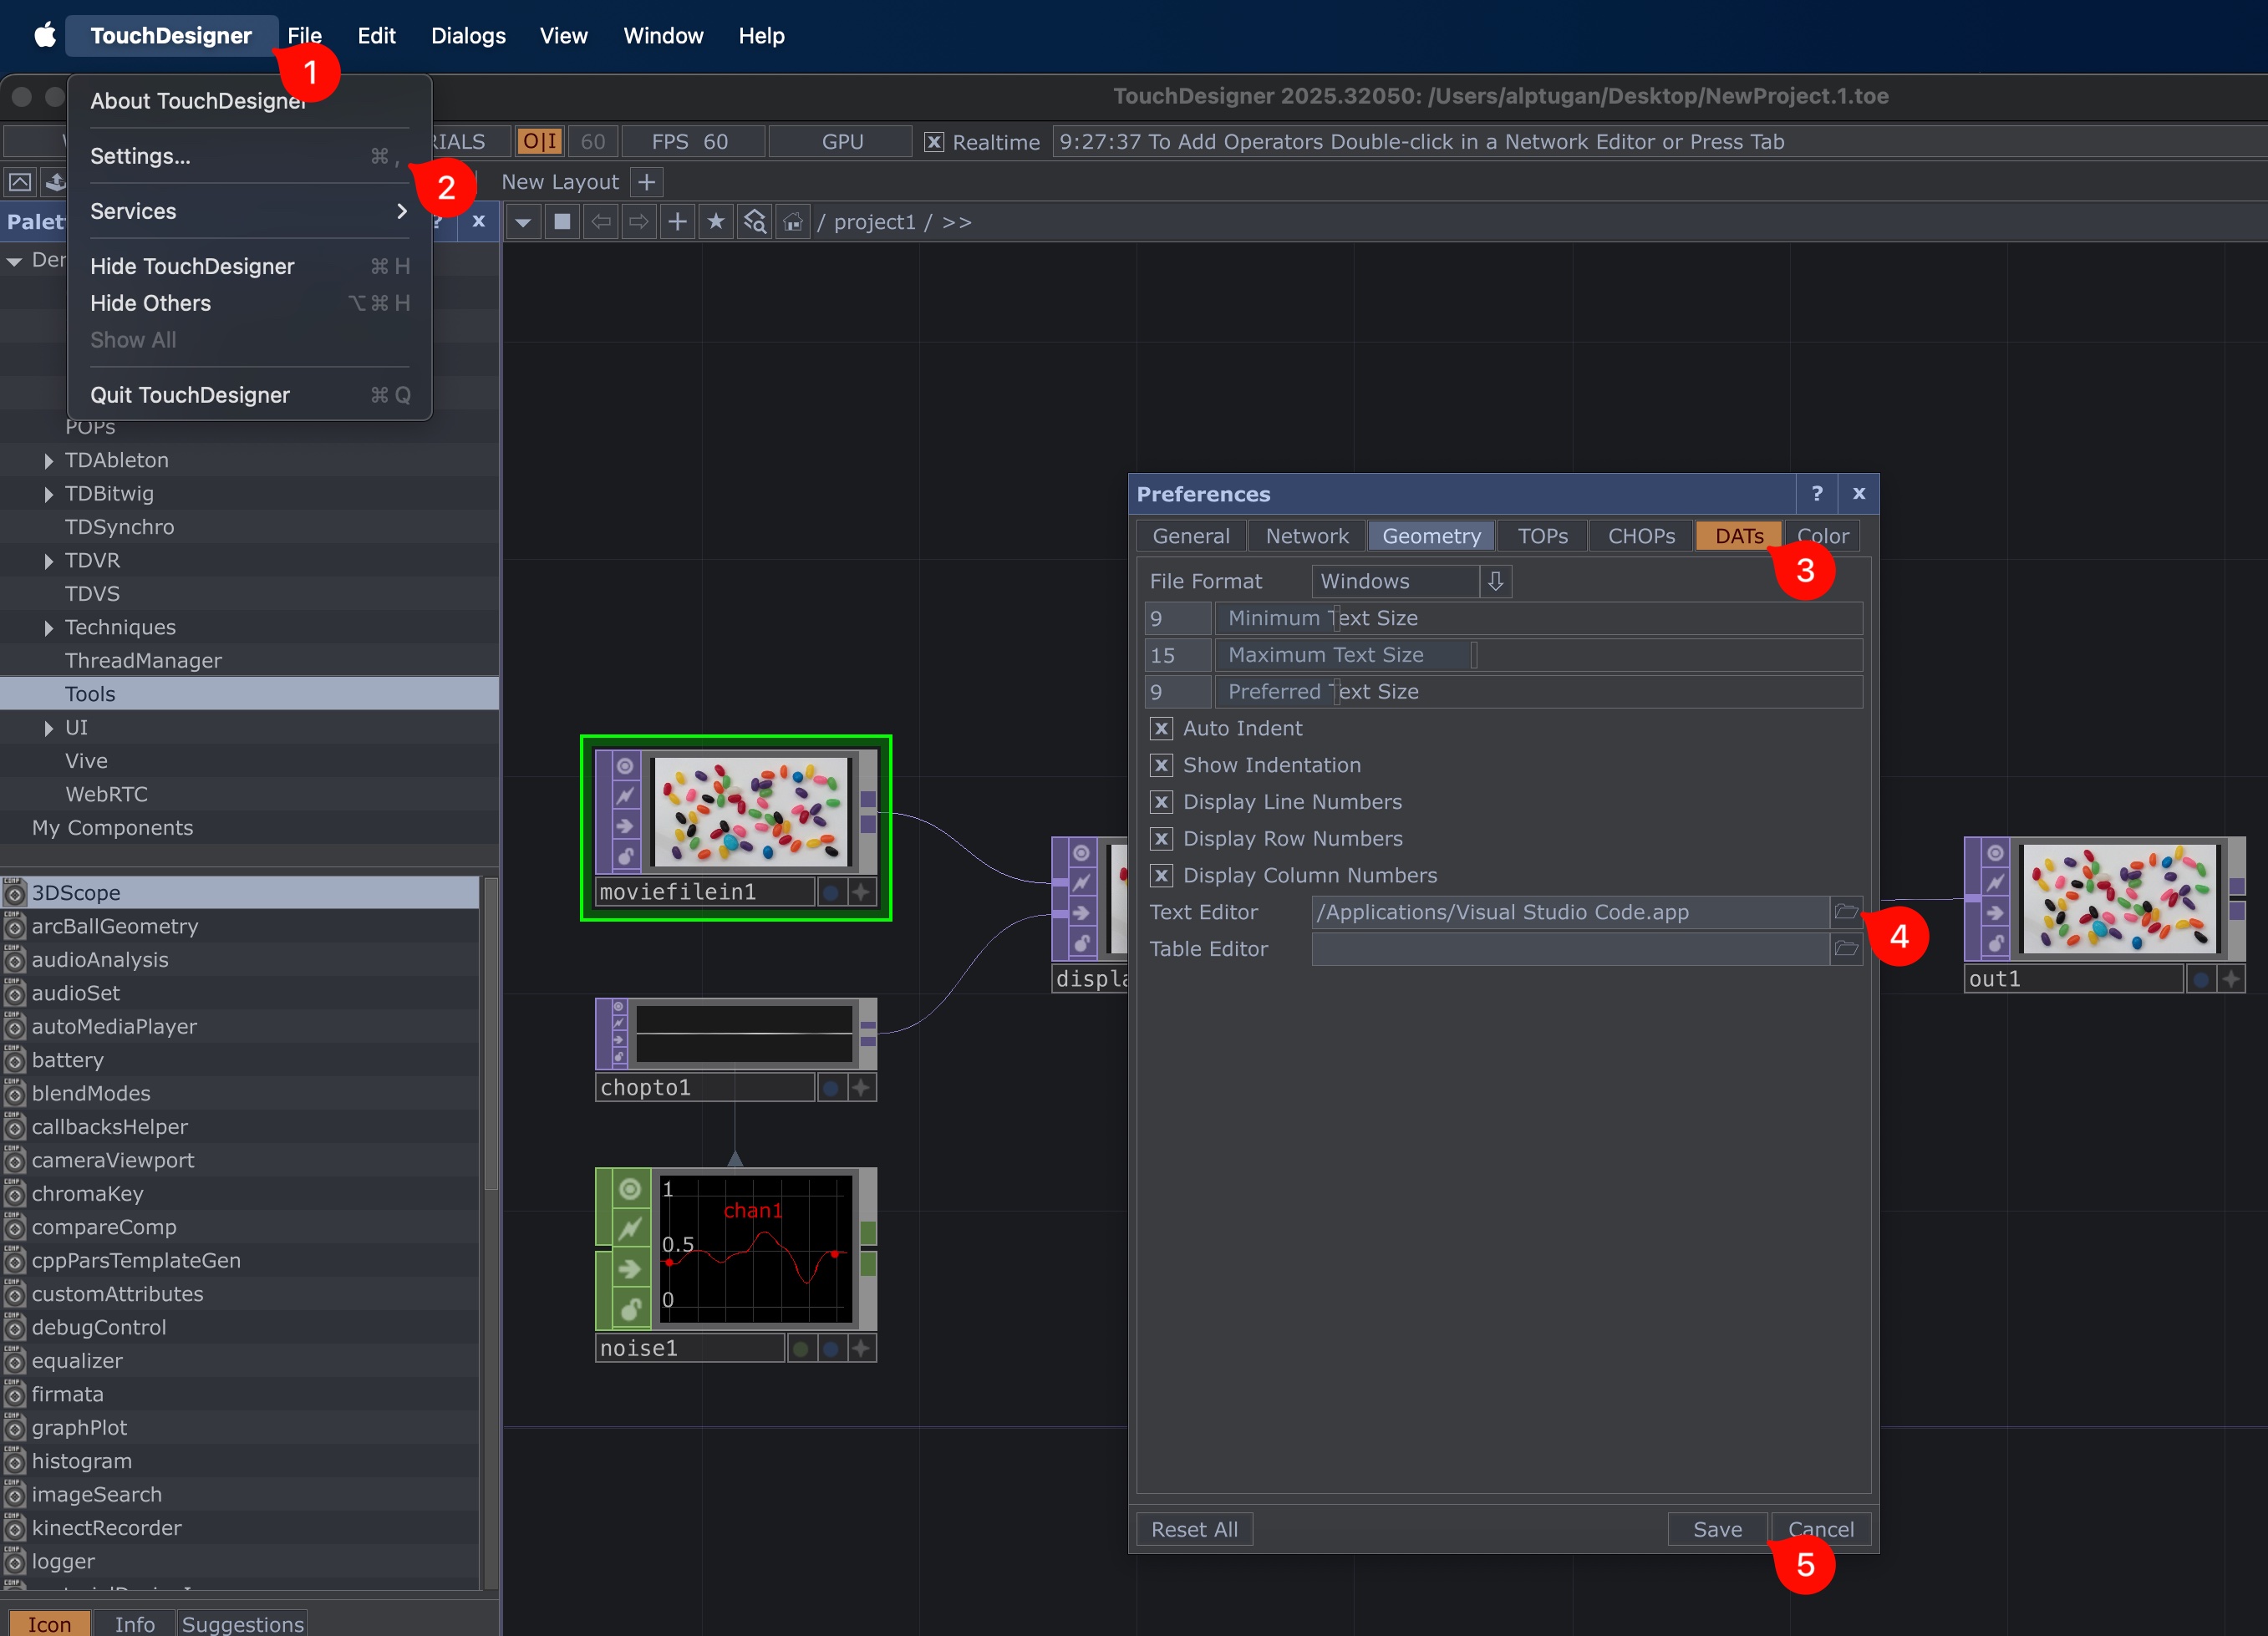 TouchDesigner File Edit Dialogs View Window Help
1
About TouchDesigner
Settings... ⌘ ,
2
Services
Hide TouchDesigner ⌘ H
Hide Others ⌥⌘ H
Show All
Quit TouchDesigner ⌘ Q
TouchDesigner 2025.32050: /Users/alptugan/Desktop/NewProject.1.toe
O|I 60 FPS 60 GPU x Realtime 9:27:37 To Add Operators Double-click in a Network Editor or Press Tab
New Layout +
? x
/ project1 / >>
POPs
TDAbleton
TDBitwig
TDSynchro
TDVR
TDVS
Techniques
ThreadManager
Tools
UI
Vive
WebRTC
My Components
3DScope
arcBallGeometry
audioAnalysis
audioSet
autoMediaPlayer
battery
blendModes
callbacksHelper
cameraViewport
chromaKey
compareComp
cppParsTemplateGen
customAttributes
debugControl
equalizer
firmata
graphPlot
histogram
imageSearch
kinectRecorder
logger
Icon Info Suggestions
moviefilein1
chopto1
1
chan1
0.5
0
noise1
displa
out1
Preferences ? x
General Network Geometry TOPs CHOPs DATs Color
3
File Format Windows
9 Minimum Text Size
15 Maximum Text Size
9 Preferred Text Size
x Auto Indent
x Show Indentation
x Display Line Numbers
x Display Row Numbers
x Display Column Numbers
Text Editor /Applications/Visual Studio Code.app
4
Table Editor
Reset All Save Cancel
5